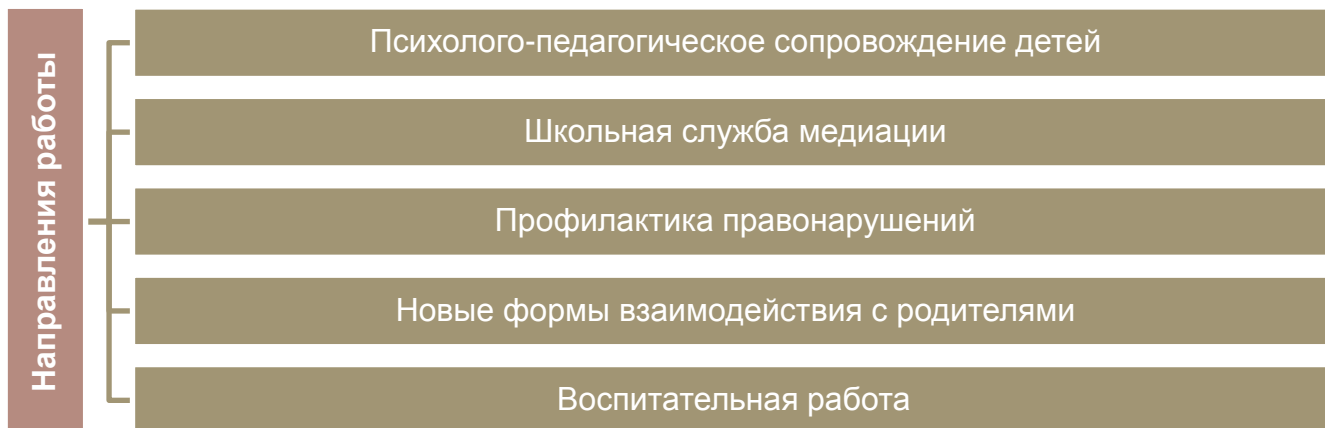 Направления работы
Психолого-педагогическое сопровождение детей
Школьная служба медиации
Профилактика правонарушений
Новые формы взаимодействия с родителями
Воспитательная работа